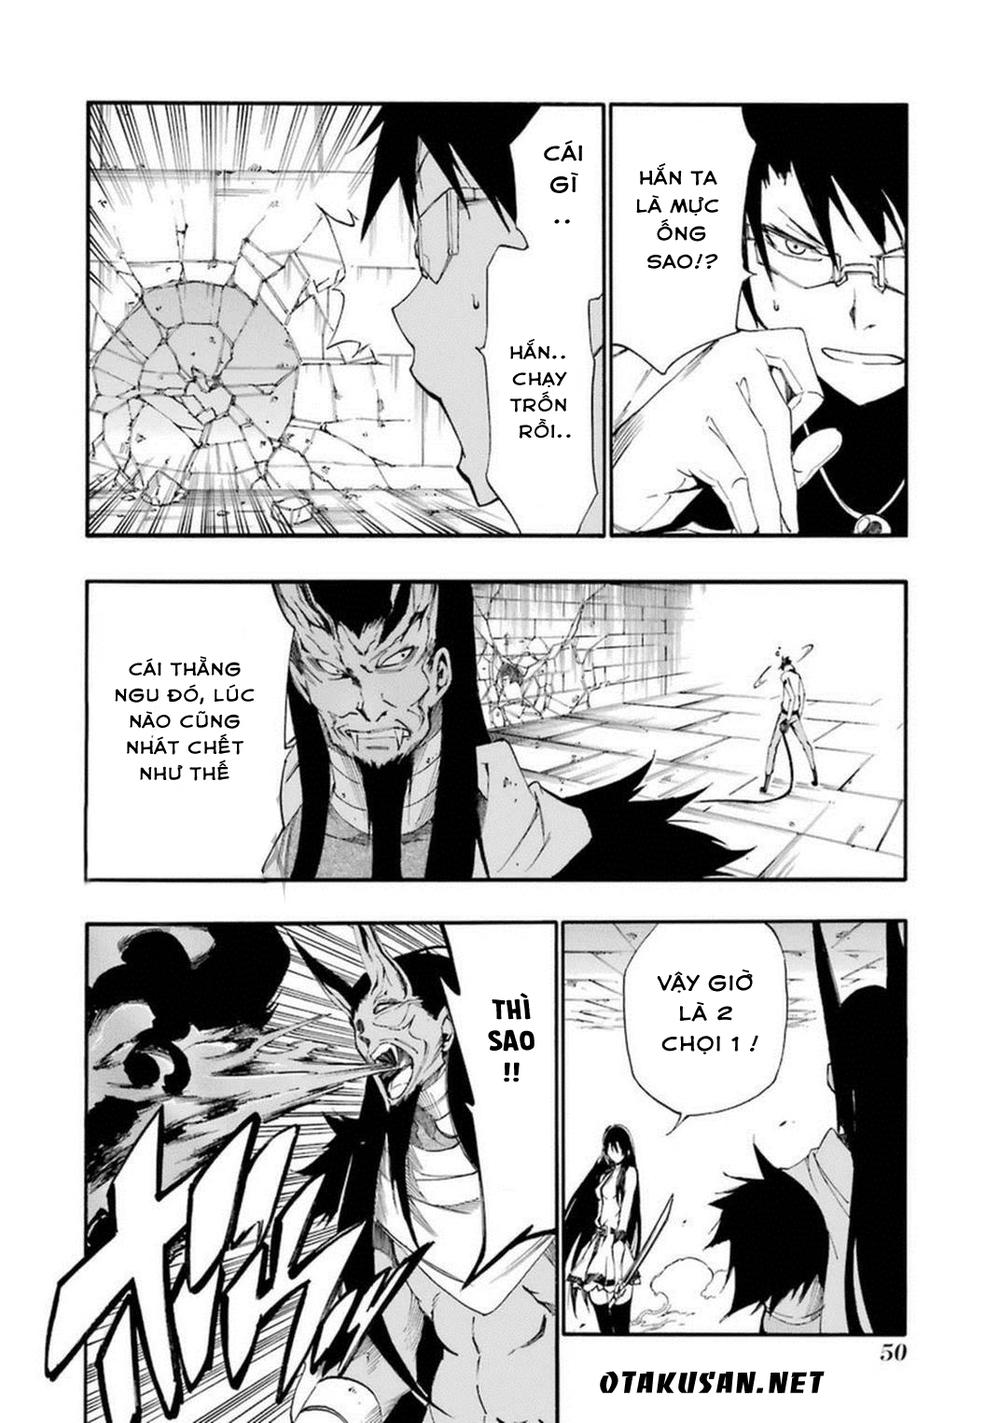 HẮN TA
LÀ MỰC
ỐNG
SAO!?
CÁI
GÌ
..
HẮN..
CHẠY
TRỐN
RỒI..
CÁI THẰNG
NGU ĐÓ, LÚC
NÀO CŨNG
NHÁT CHẾT
NHƯ THẾ
VẬY GIỜ
LÀ 2
CHỌI 1!
THÌ
SAO
!!
50
OTAKUSAN.NET